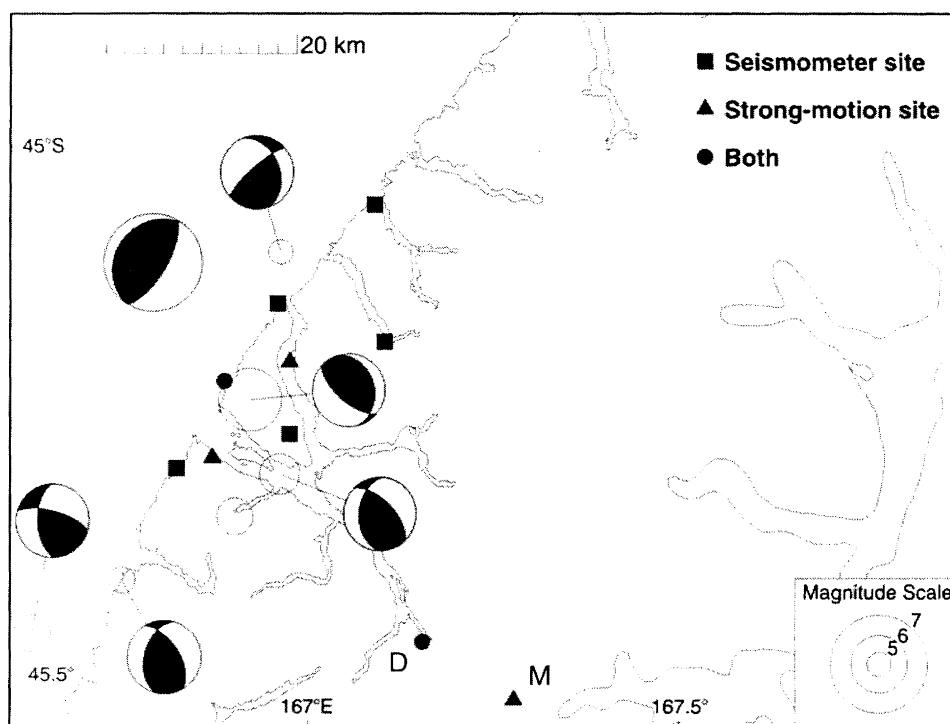 20 km
Seismometer site
Strong-motion site
Both
45°S
Magnitude Scale
7
6
5
D
M
45.5°
167°E
167.5°